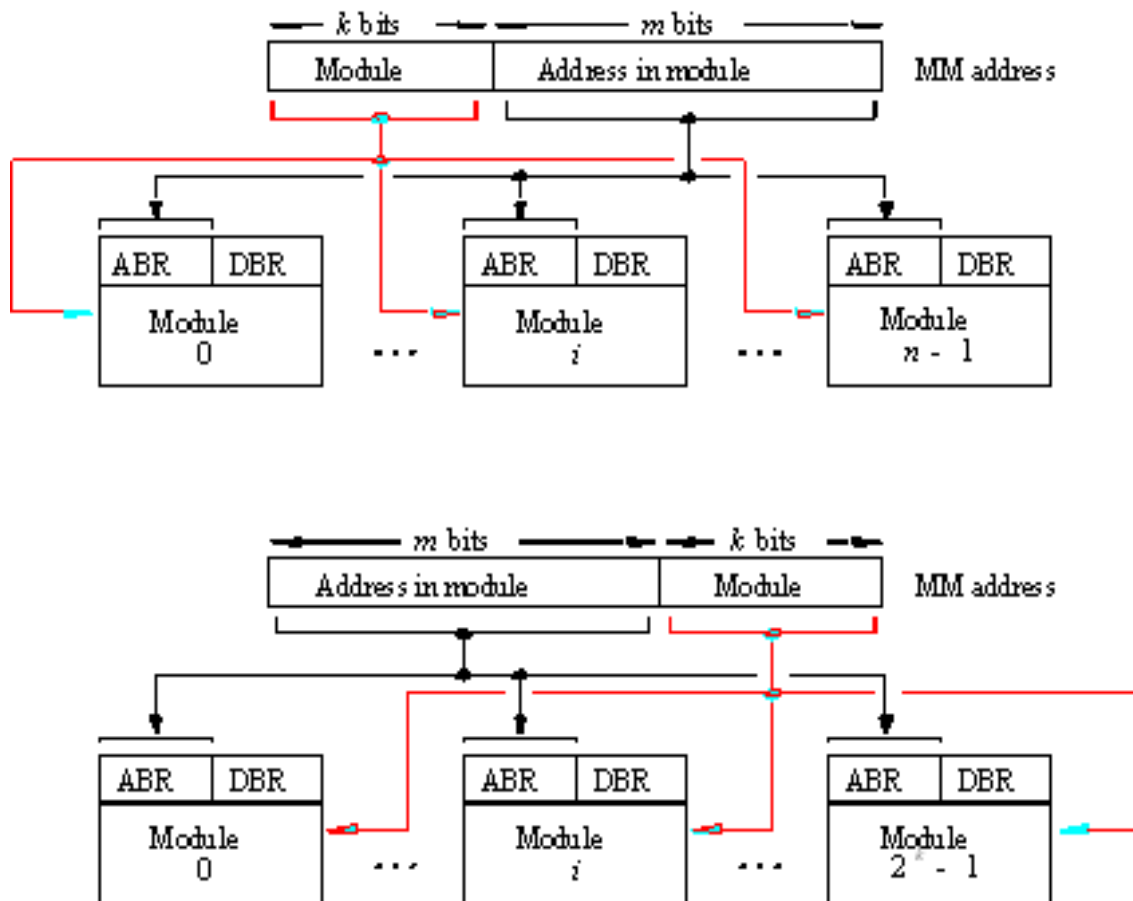 k bits m bits
Module Address in module MM address
ABR DBR ABR DBR ABR DBR
Module Module Module
0 ... i ... n - 1
m bits k bits
Address in module Module MM address
ABR DBR ABR DBR ABR DBR
Module Module Module
0 ... i ... 2^k - 1